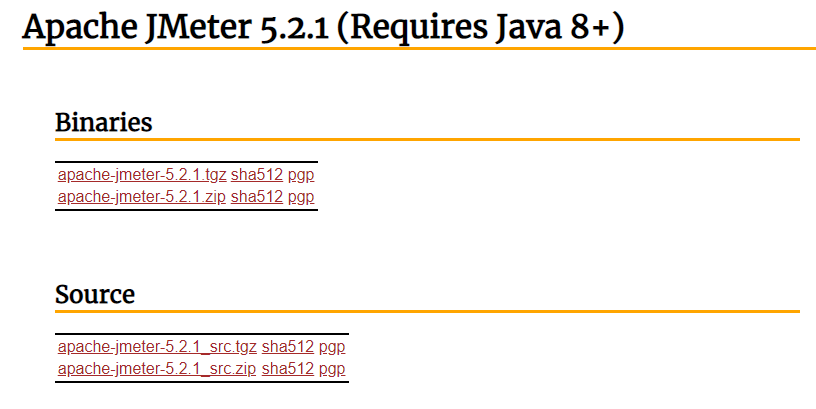 Apache JMeter 5.2.1 (Requires Java 8+)
Binaries
apache-jmeter-5.2.1.tgz sha512 pgp
apache-jmeter-5.2.1.zip sha512 pgp
Source
apache-jmeter-5.2.1_src.tgz sha512 pgp
apache-jmeter-5.2.1_src.zip sha512 pgp